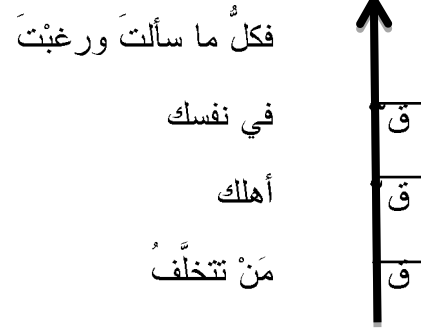 فكلُّ ما سألتَ ورغبْتَ
ق في نفسك
ق أهلك
ق مَنْ تتخلَّفُ